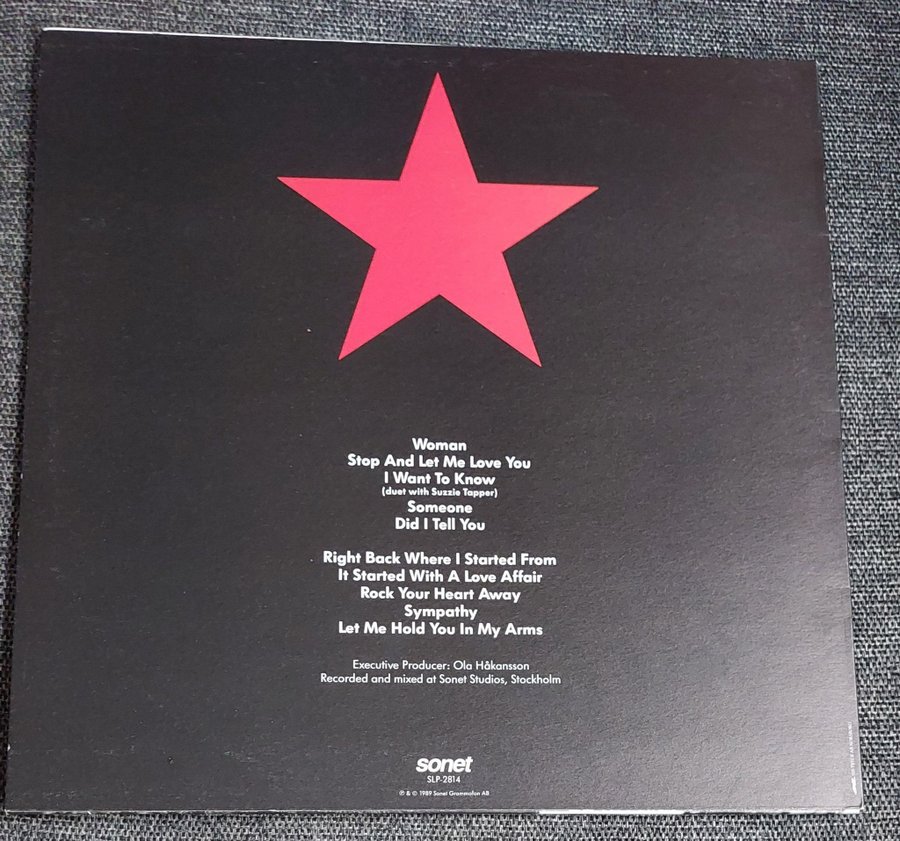 Woman
Stop And Let Me Love You
I Want To Know
(duet with Suzzie Tapper)
Someone
Did I Tell You
Right Back Where I Started From
It Started With A Love Affair
Rock Your Heart Away
Sympathy
Let Me Hold You In My Arms
Executive Producer: Ola Håkansson
Recorded and mixed at Sonet Studios, Stockholm
sonet
SLP-2814
℗ & © 1989 Sonet Grammofon AB